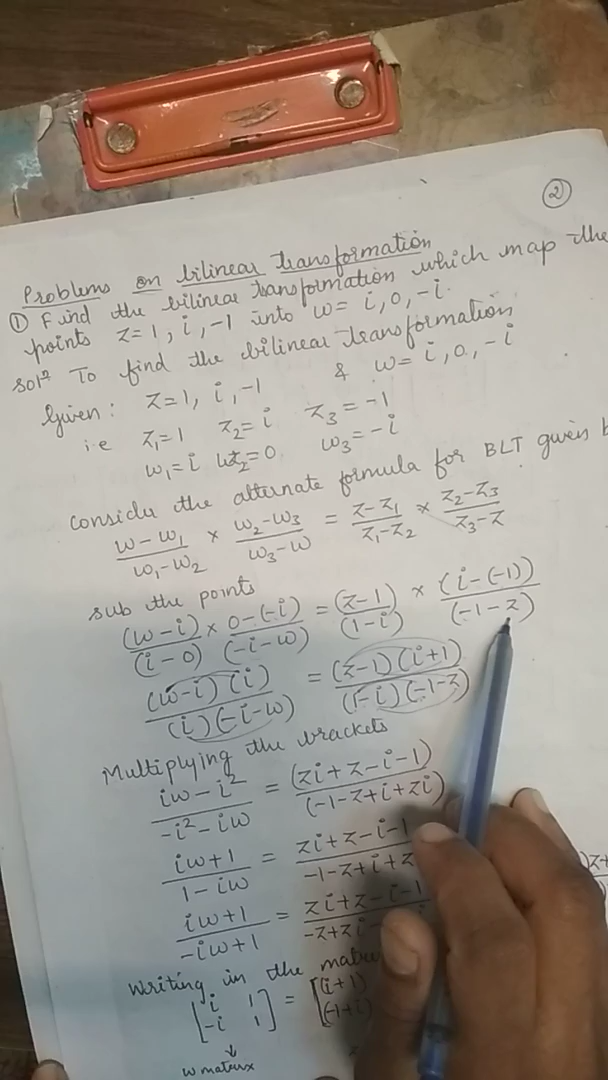 ②
Problems on bilinear transformation
① Find the bilinear transformation which map the
points z=1, i, -1 into w= i, 0, -i.
solⁿ To find the bilinear transformation
Given: z=1, i, -1 & w= i, 0, -i
i.e z₁=1 z₂=i z₃=-1
w₁=i w₂=0 w₃=-i
Consider the alternate formula for BLT given b
(w-w₁)/(w₁-w₂) × (w₂-w₃)/(w₃-w) = (z-z₁)/(z₁-z₂) × (z₂-z₃)/(z₃-z)
sub the points
(w-i)/(i-0) × (0-(-i))/(-i-w) = (z-1)/(1-i) × (i-(-1))/(-1-z)
(w-i)(i)/(i)(-i-w) = (z-1)(i+1)/(1-i)(-1-z)
Multiplying the brackets
(iw-i²)/(-i²-iw) = (zi+z-i-1)/(-1-z+i+zi)
(iw+1)/(1-iw) = (zi+z-i-1)/(-1-z+i+z
(iw+1)/(-iw+1) = (zi+z-i-1)/(-z+zi-
)z+
Writing in the
[i 1; -i 1] = [(i+1) (-1+i)
↓
w matrix